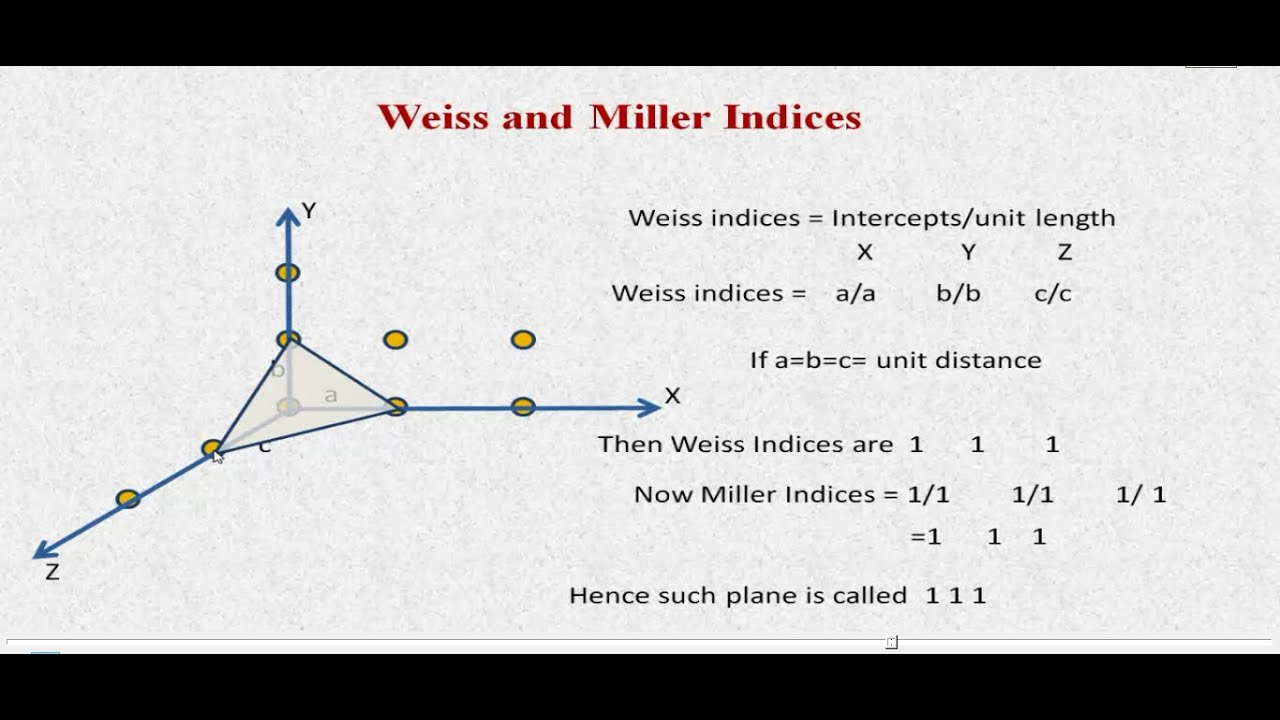 Weiss and Miller Indices
Y
Weiss indices = Intercepts/unit length
X Y Z
Weiss indices = a/a b/b c/c
If a=b=c= unit distance
b
a
X
c
Then Weiss Indices are 1 1 1
Now Miller Indices = 1/1 1/1 1/ 1
=1 1 1
Z
Hence such plane is called 1 1 1